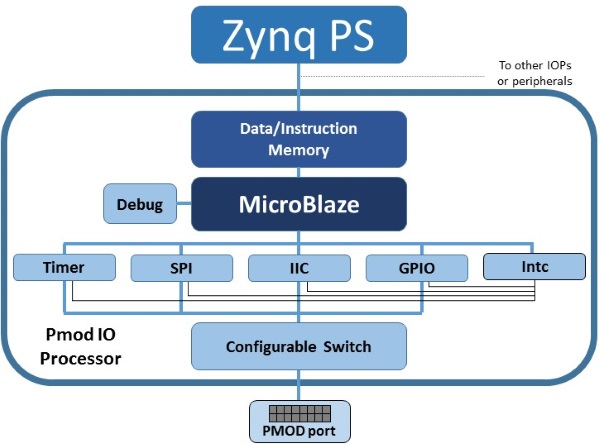 Zynq PS
To other IOPs
or peripherals
Data/Instruction
Memory
Debug
MicroBlaze
Timer
SPI
IIC
GPIO
Intc
Pmod IO
Processor
Configurable Switch
PMOD port